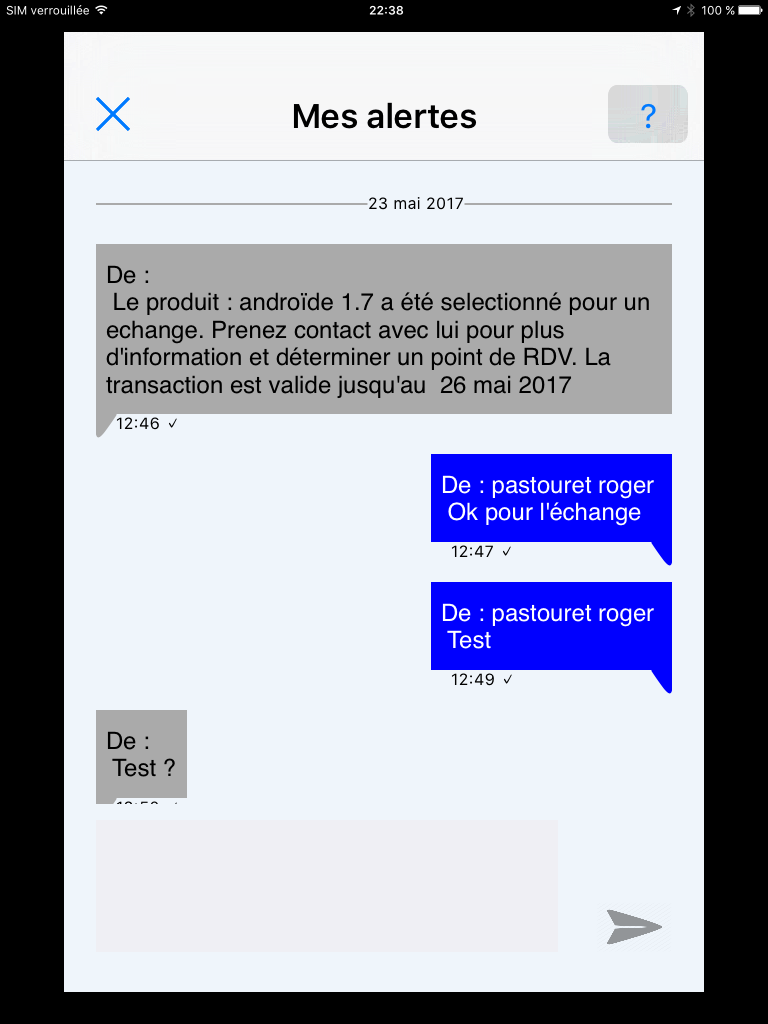 SIM verrouillée 22:38 100 %
Mes alertes ?
23 mai 2017
De :
Le produit : androïde 1.7 a été selectionné pour un
echange. Prenez contact avec lui pour plus
d'information et déterminer un point de RDV. La
transaction est valide jusqu'au  26 mai 2017
12:46 ✓
De : pastouret roger
Ok pour l'échange
12:47 ✓
De : pastouret roger
Test
12:49 ✓
De :
Test ?